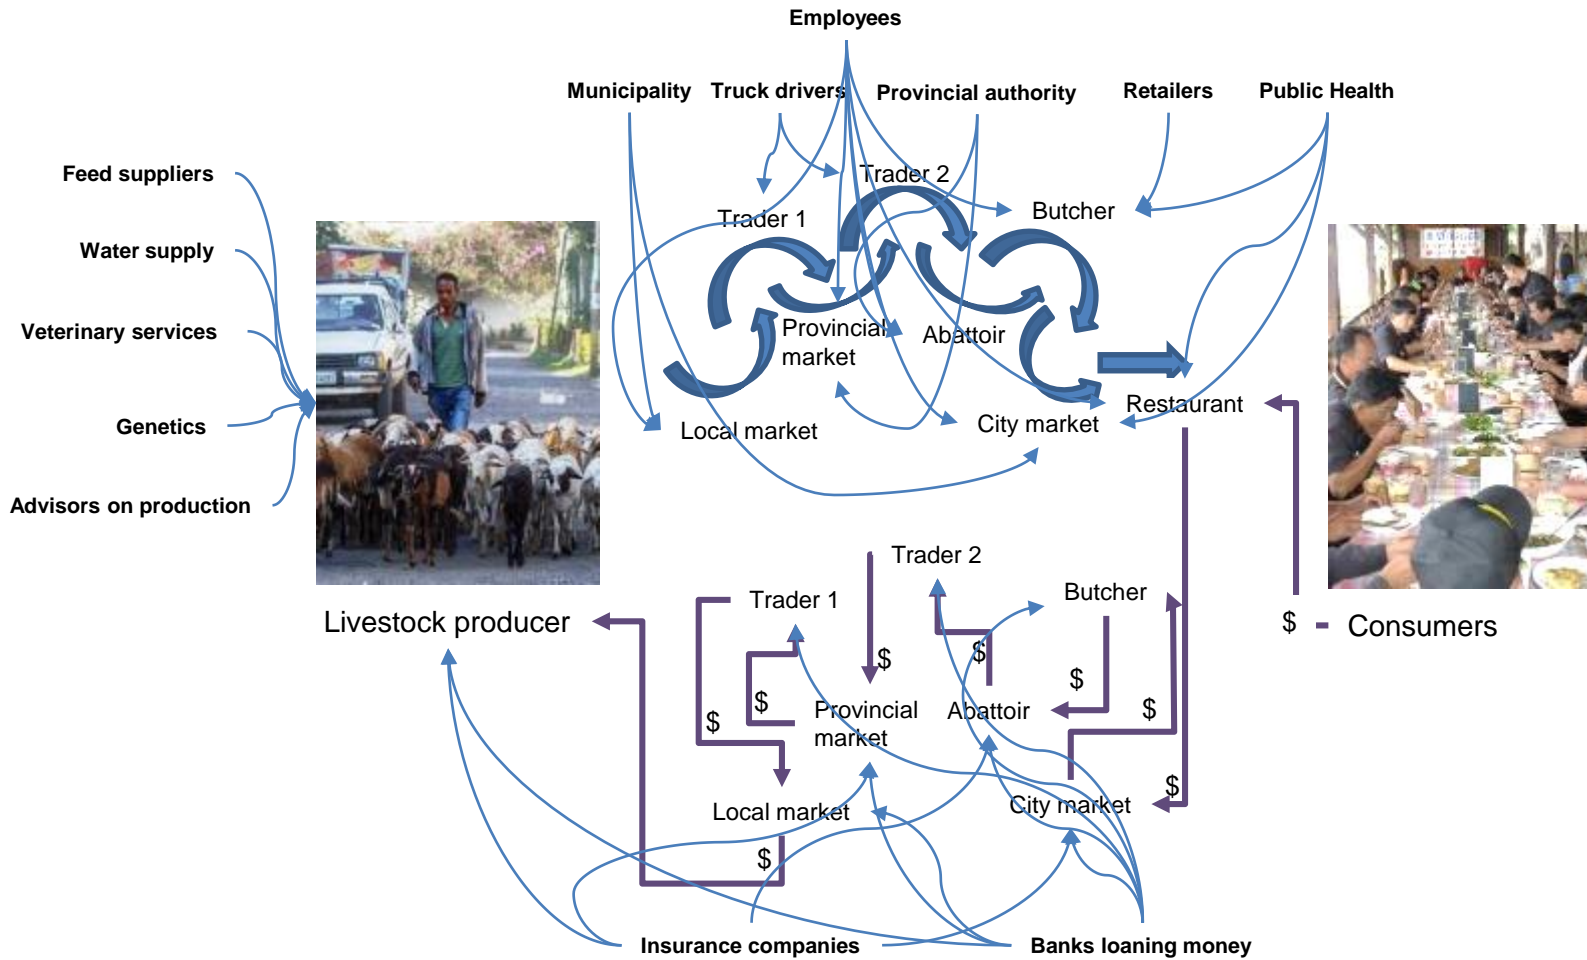 Employees
Municipality
Truck drivers
Provincial authority
Retailers
Public Health
Feed suppliers
Water supply
Veterinary services
Genetics
Advisors on production
Trader 2
Trader 1
Butcher
Provincial
market
Abattoir
Local market
City market
Restaurant
Trader 2
Trader 1
Butcher
Livestock producer
$ Consumers
$
$
$
$
$
$
Provincial
market
Abattoir
$
Local market
City market
$
Insurance companies
Banks loaning money